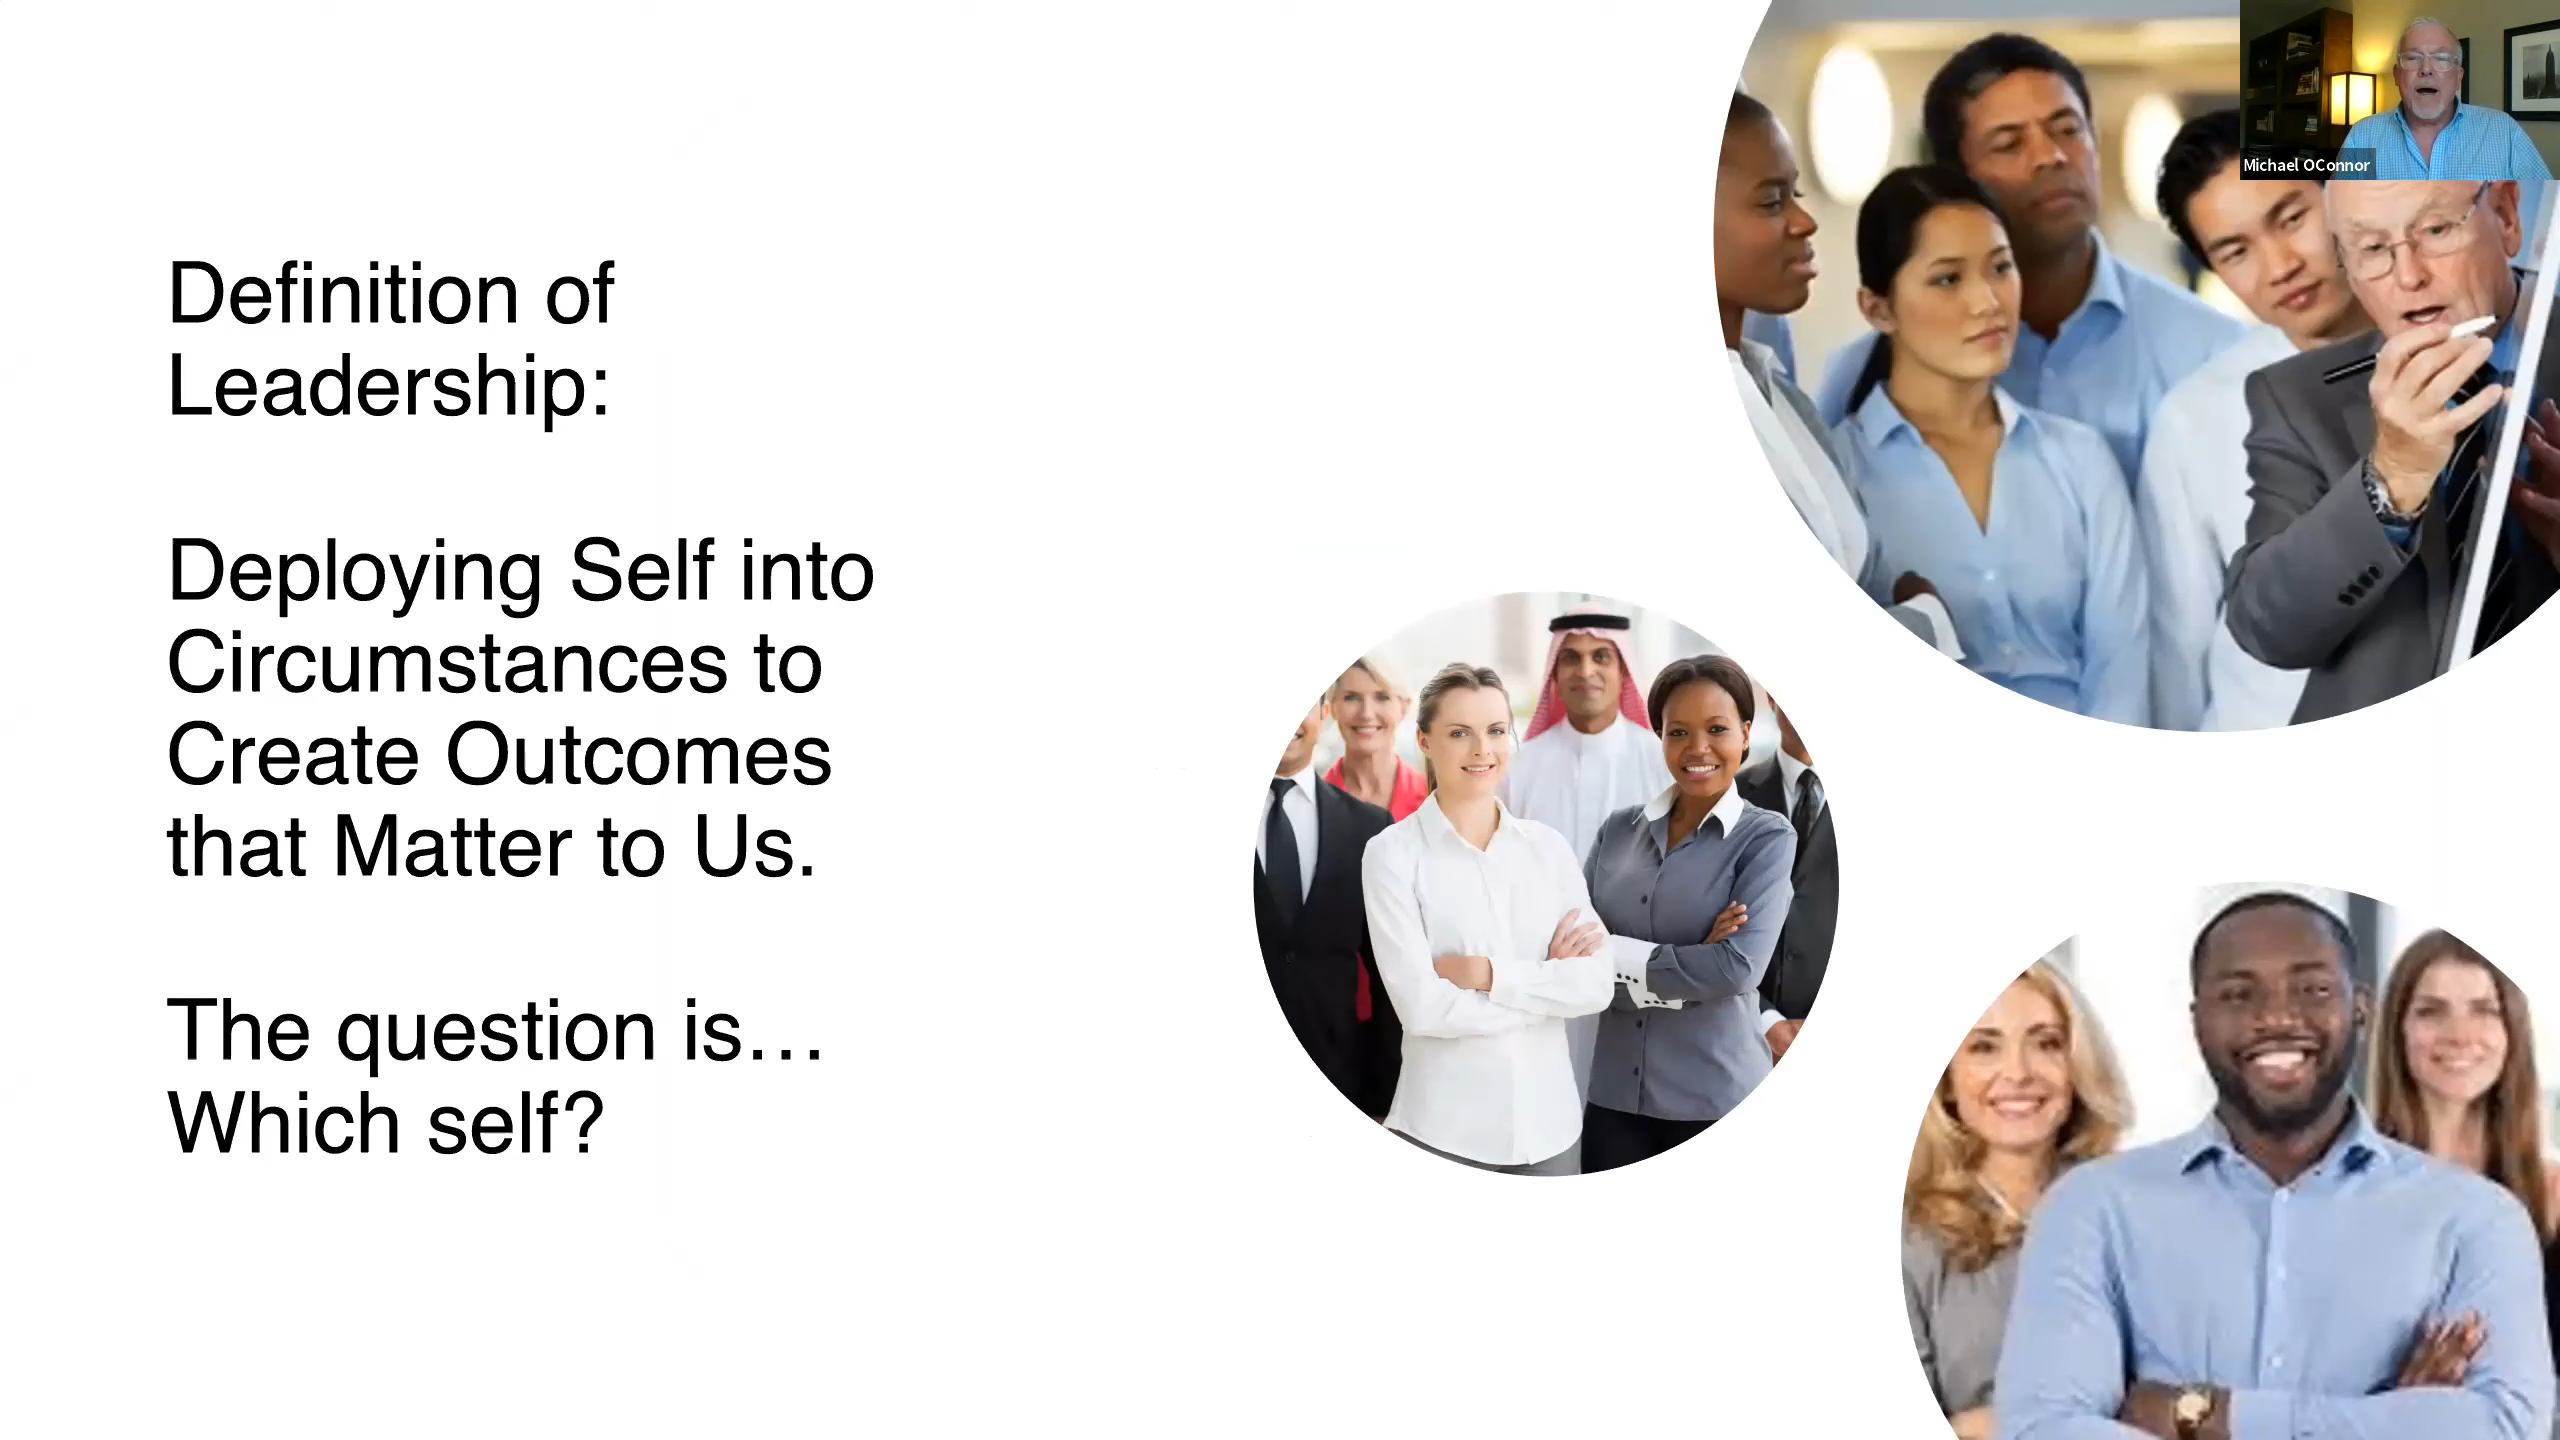 Definition of
Leadership:
Deploying Self into
Circumstances to
Create Outcomes
that Matter to Us.
The question is…
Which self?
Michael OConnor